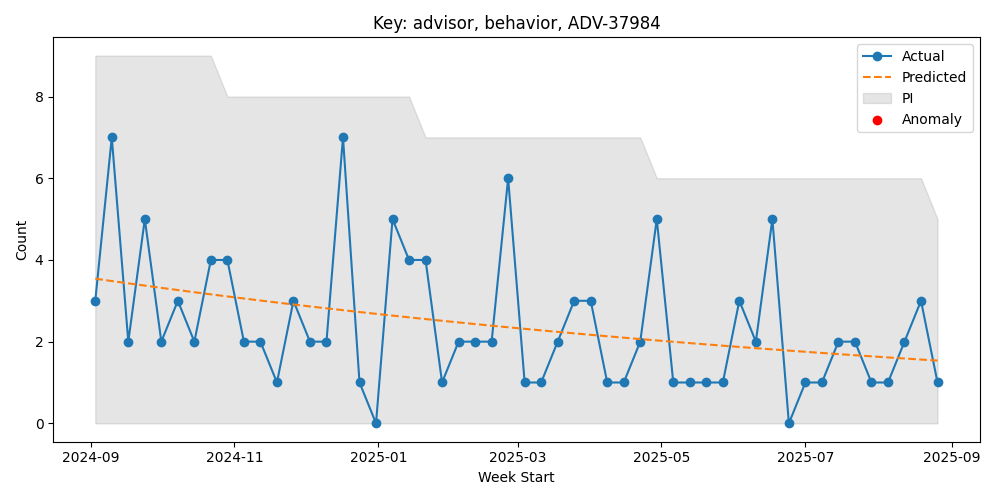 Key: advisor, behavior, ADV-37984
Actual
Predicted
PI
Anomaly
Count
8
6
4
2
0
2024-09 2024-11 2025-01 2025-03 2025-05 2025-07 2025-09
Week Start